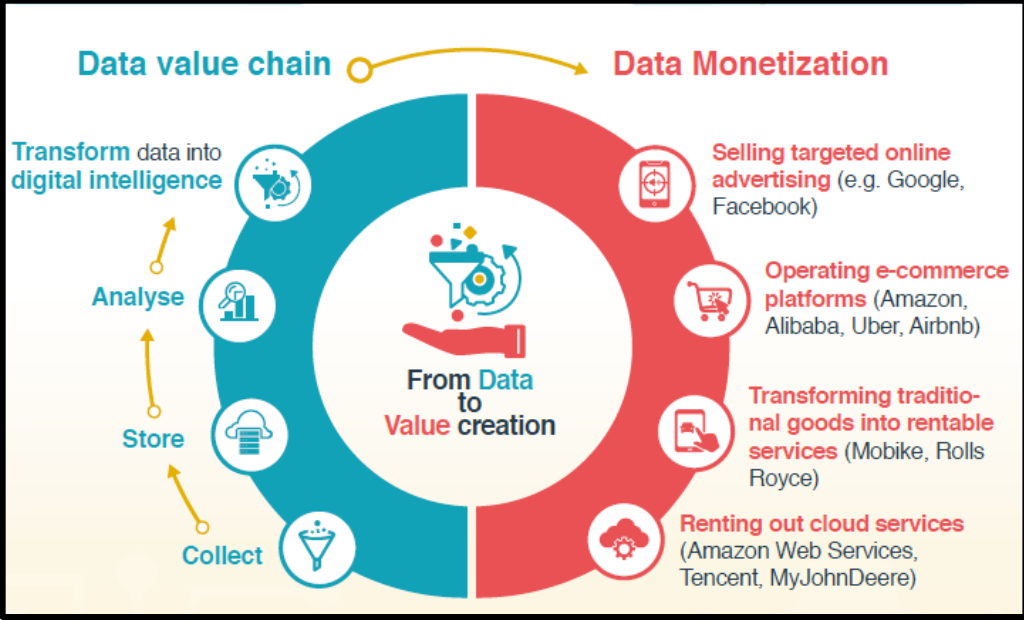 Data value chain
Data Monetization
Transform data into
digital intelligence
Analyse
Store
Collect
From Data
to
Value creation
Selling targeted online
advertising (e.g. Google,
Facebook)
Operating e-commerce
platforms (Amazon,
Alibaba, Uber, Airbnb)
Transforming traditio-
nal goods into rentable
services (Mobike, Rolls
Royce)
Renting out cloud services
(Amazon Web Services,
Tencent, MyJohnDeere)